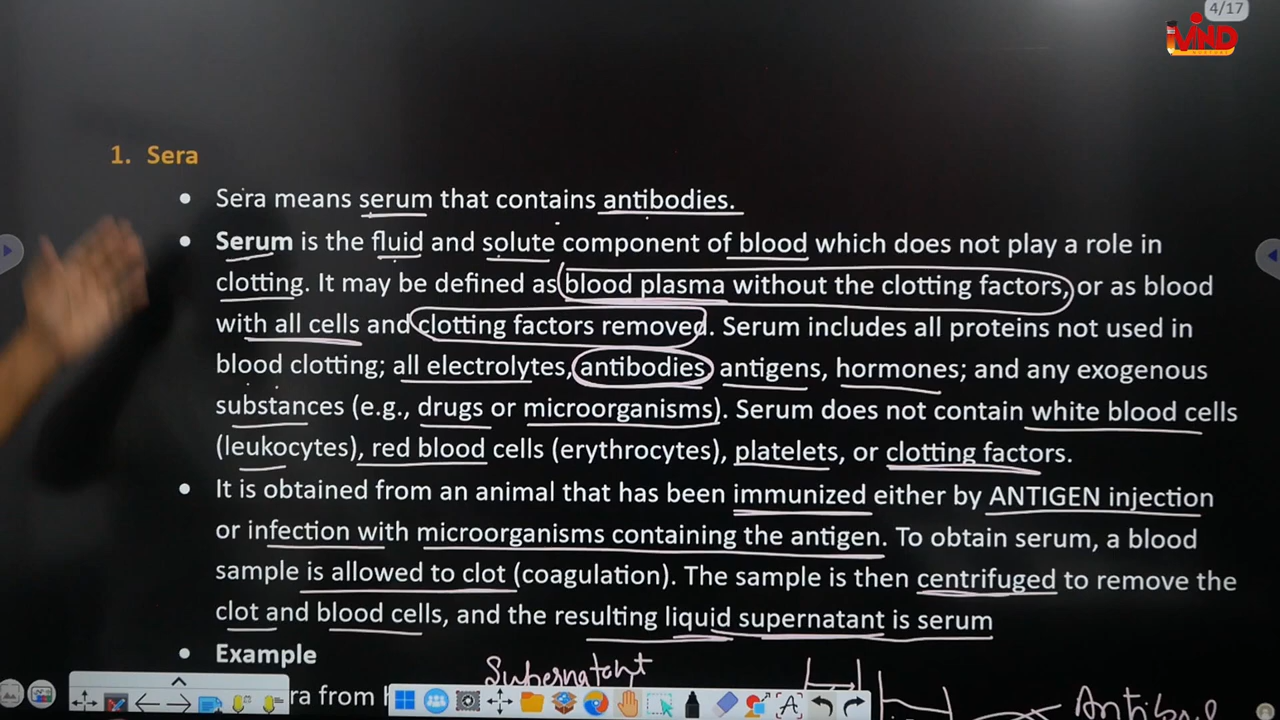 4/17
MIND
1. Sera
• Sera means serum that contains antibodies.
• Serum is the fluid and solute component of blood which does not play a role in
clotting. It may be defined as blood plasma without the clotting factors, or as blood
with all cells and clotting factors removed. Serum includes all proteins not used in
blood clotting; all electrolytes, antibodies, antigens, hormones; and any exogenous
substances (e.g., drugs or microorganisms). Serum does not contain white blood cells
(leukocytes), red blood cells (erythrocytes), platelets, or clotting factors.
• It is obtained from an animal that has been immunized either by ANTIGEN injection
or infection with microorganisms containing the antigen. To obtain serum, a blood
sample is allowed to clot (coagulation). The sample is then centrifuged to remove the
clot and blood cells, and the resulting liquid supernatant is serum
• Example
Supernatant
ra from